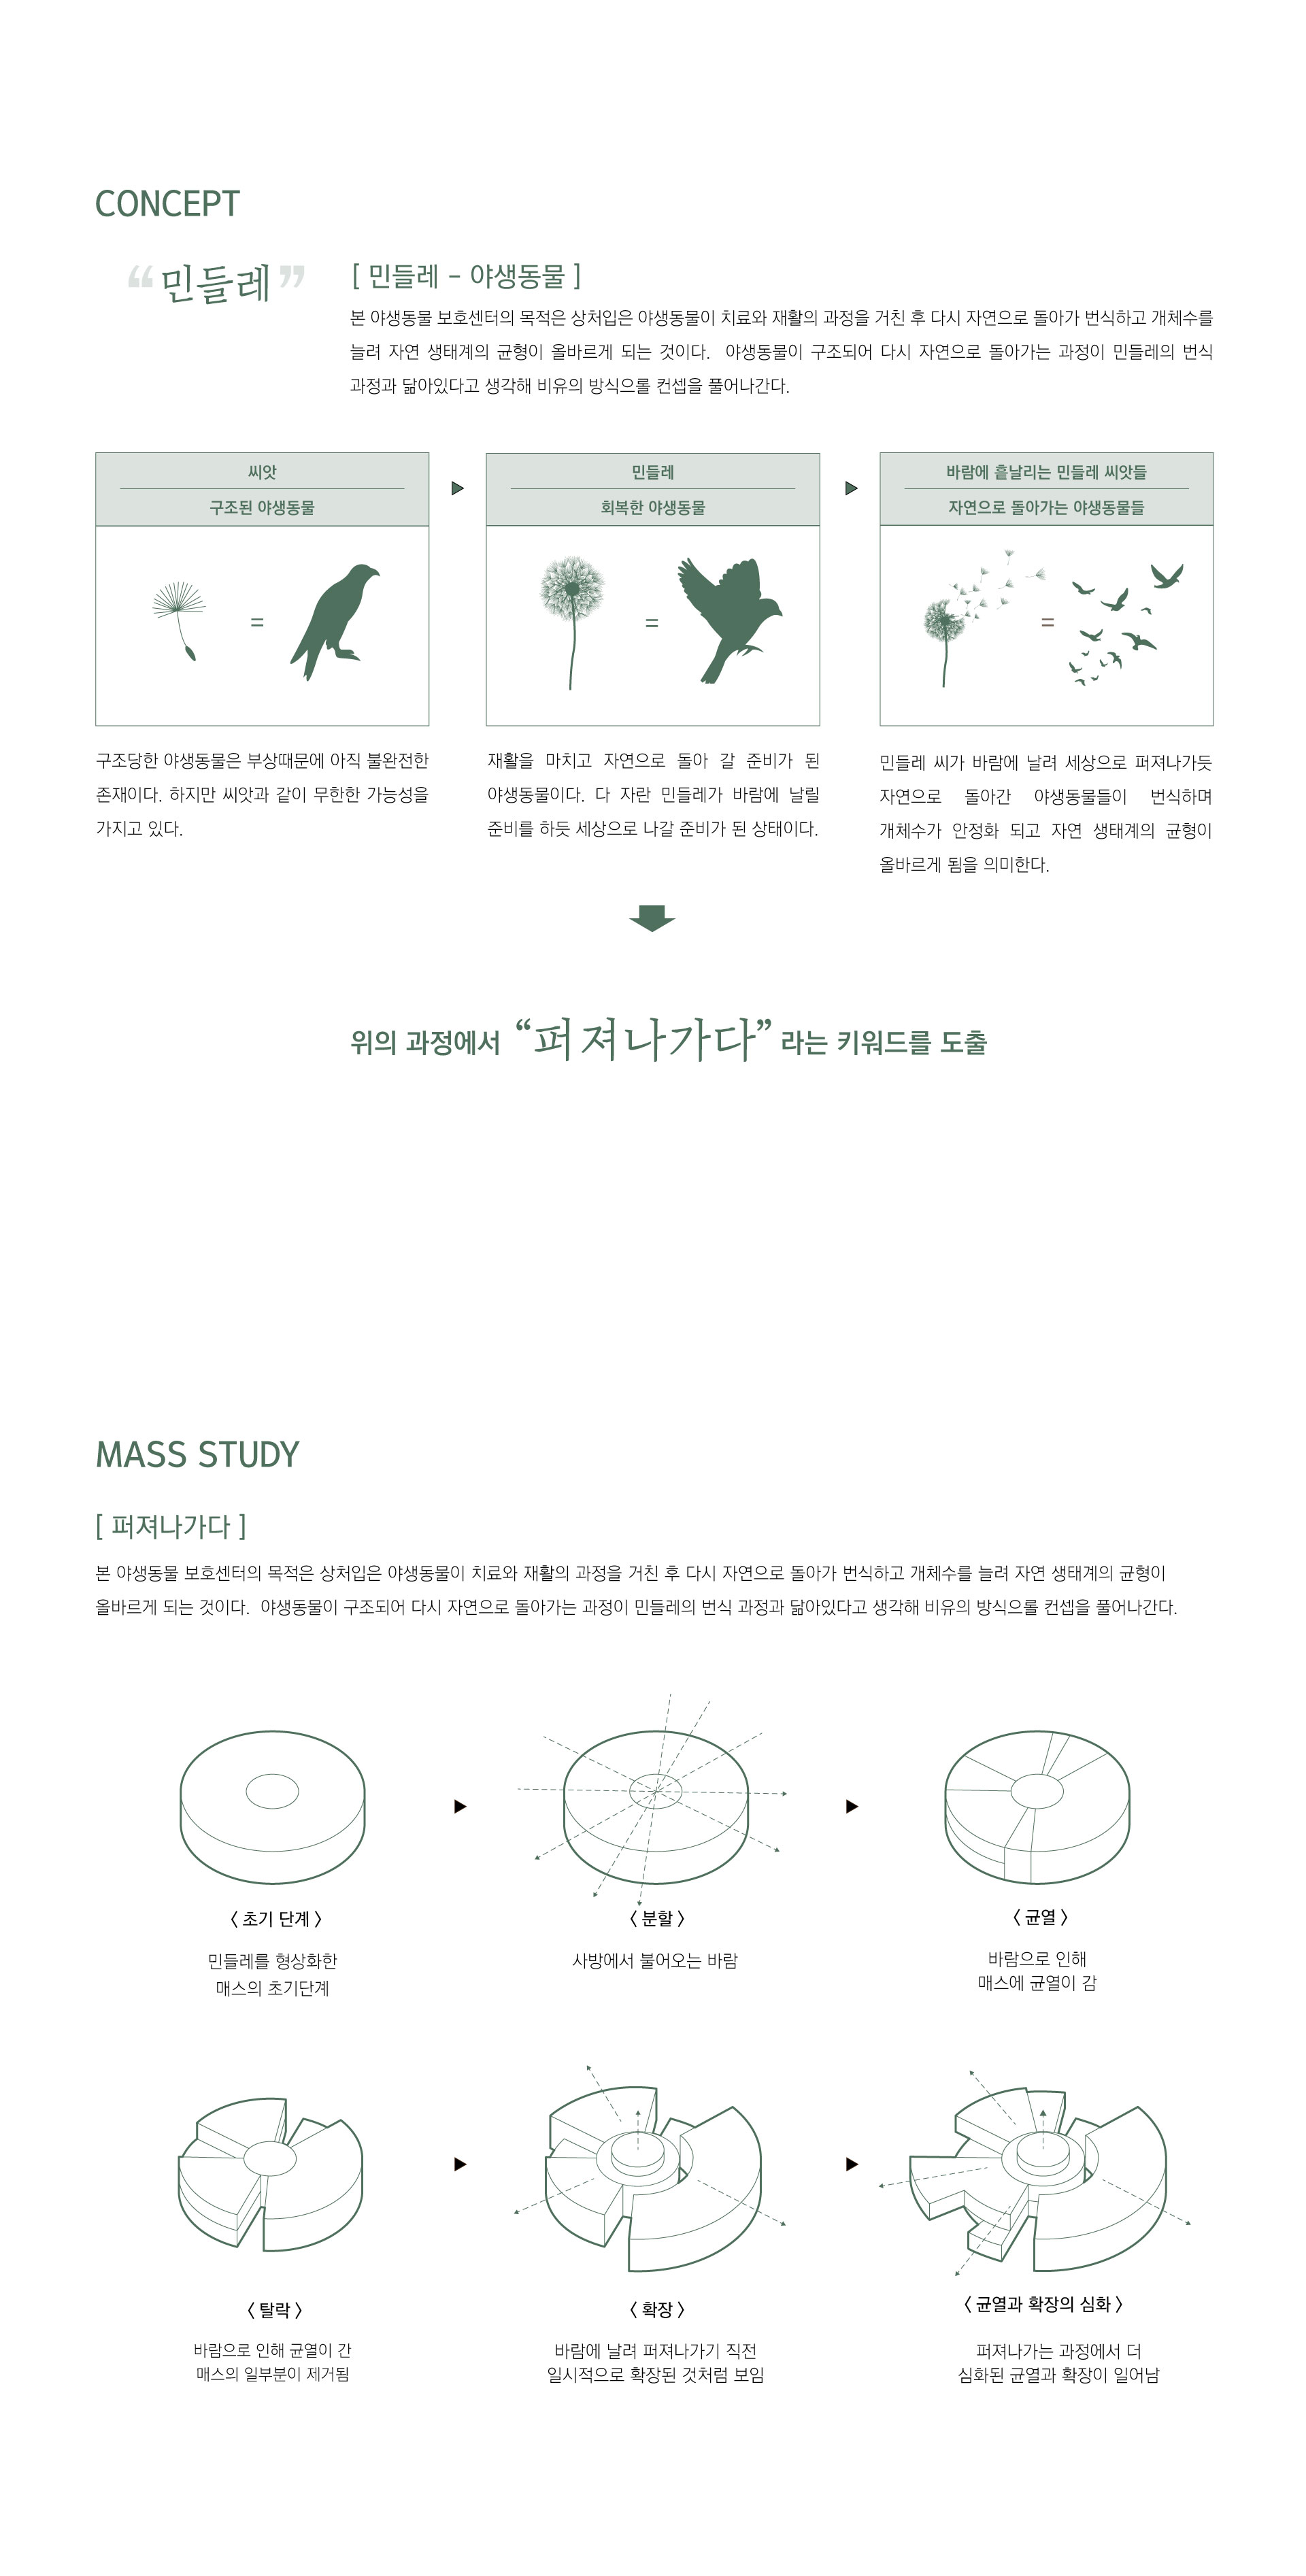 CONCEPT
“민들레”
[ 민들레 – 야생동물 ]
본 야생동물 보호센터의 목적은 상처입은 야생동물이 치료와 재활의 과정을 거친 후 다시 자연으로 돌아가 번식하고 개체수를
늘려 자연 생태계의 균형이 올바르게 되는 것이다. 야생동물이 구조되어 다시 자연으로 돌아가는 과정이 민들레의 번식
과정과 닮아있다고 생각해 비유의 방식으롤 컨셉을 풀어나간다.
씨앗
구조된 야생동물
=
구조당한 야생동물은 부상때문에 아직 불완전한
존재이다. 하지만 씨앗과 같이 무한한 가능성을
가지고 있다.
민들레
회복한 야생동물
=
재활을 마치고 자연으로 돌아 갈 준비가 된
야생동물이다. 다 자란 민들레가 바람에 날릴
준비를 하듯 세상으로 나갈 준비가 된 상태이다.
바람에 흩날리는 민들레 씨앗들
자연으로 돌아가는 야생동물들
=
민들레 씨가 바람에 날려 세상으로 퍼져나가듯
자연으로 돌아간 야생동물들이 번식하며
개체수가 안정화 되고 자연 생태계의 균형이
올바르게 됨을 의미한다.
위의 과정에서 “퍼져나가다” 라는 키워드를 도출
MASS STUDY
[ 퍼져나가다 ]
본 야생동물 보호센터의 목적은 상처입은 야생동물이 치료와 재활의 과정을 거친 후 다시 자연으로 돌아가 번식하고 개체수를 늘려 자연 생태계의 균형이
올바르게 되는 것이다. 야생동물이 구조되어 다시 자연으로 돌아가는 과정이 민들레의 번식 과정과 닮아있다고 생각해 비유의 방식으롤 컨셉을 풀어나간다.
〈 초기 단계 〉
민들레를 형상화한
매스의 초기단계
〈 분할 〉
사방에서 불어오는 바람
〈 균열 〉
바람으로 인해
매스에 균열이 감
〈 탈락 〉
바람으로 인해 균열이 간
매스의 일부분이 제거됨
〈 확장 〉
바람에 날려 퍼져나가기 직전
일시적으로 확장된 것처럼 보임
〈 균열과 확장의 심화 〉
퍼져나가는 과정에서 더
심화된 균열과 확장이 일어남